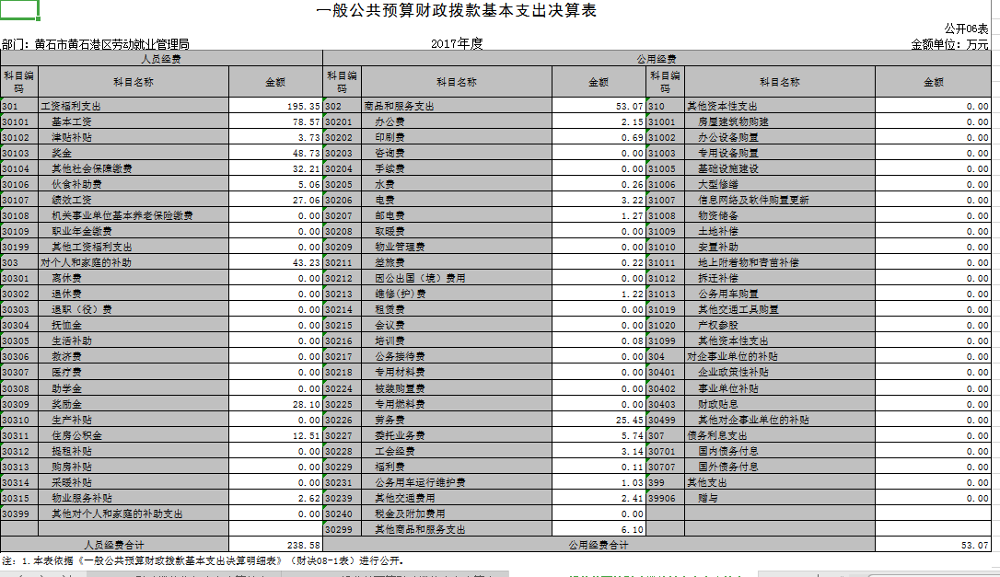 一般公共预算财政拨款基本支出决算表
公开06表
部门：黄石市黄石港区劳动就业管理局 2017年度 金额单位：万元
人员经费 公用经费
科目编码 科目名称 金额 科目编码 科目名称 金额 科目编码 科目名称 金额
301 工资福利支出 195.35 302 商品和服务支出 53.07 310 其他资本性支出 0.00
30101 基本工资 78.57 30201 办公费 2.15 31001 房屋建筑物购建 0.00
30102 津贴补贴 3.73 30202 印刷费 0.69 31002 办公设备购置 0.00
30103 奖金 48.73 30203 咨询费 0.00 31003 专用设备购置 0.00
30104 其他社会保障缴费 32.21 30204 手续费 0.00 31005 基础设施建设 0.00
30106 伙食补助费 5.06 30205 水费 0.26 31006 大型修缮 0.00
30107 绩效工资 27.06 30206 电费 3.22 31007 信息网络及软件购置更新 0.00
30108 机关事业单位基本养老保险缴费 0.00 30207 邮电费 1.27 31008 物资储备 0.00
30109 职业年金缴费 0.00 30208 取暖费 0.00 31009 土地补偿 0.00
30199 其他工资福利支出 0.00 30209 物业管理费 0.00 31010 安置补助 0.00
303 对个人和家庭的补助 43.23 30211 差旅费 0.22 31011 地上附着物和青苗补偿 0.00
30301 离休费 0.00 30212 因公出国（境）费用 0.00 31012 拆迁补偿 0.00
30302 退休费 0.00 30213 维修(护)费 1.22 31013 公务用车购置 0.00
30303 退职（役）费 0.00 30214 租赁费 0.00 31019 其他交通工具购置 0.00
30304 抚恤金 0.00 30215 会议费 0.00 31020 产权参股 0.00
30305 生活补助 0.00 30216 培训费 0.08 31099 其他资本性支出 0.00
30306 救济费 0.00 30217 公务接待费 0.00 304 对企事业单位的补贴 0.00
30307 医疗费 0.00 30218 专用材料费 0.00 30401 企业政策性补贴 0.00
30308 助学金 0.00 30224 被装购置费 0.00 30402 事业单位补贴 0.00
30309 奖励金 28.10 30225 专用燃料费 0.00 30403 财政贴息 0.00
30310 生产补贴 0.00 30226 劳务费 25.45 30499 其他对企事业单位的补贴 0.00
30311 住房公积金 12.51 30227 委托业务费 5.74 307 债务利息支出 0.00
30312 提租补贴 0.00 30228 工会经费 3.14 30701 国内债务付息 0.00
30313 购房补贴 0.00 30229 福利费 0.11 30707 国外债务付息 0.00
30314 采暖补贴 0.00 30231 公务用车运行维护费 1.03 399 其他支出 0.00
30315 物业服务补贴 2.62 30239 其他交通费用 2.41 39906 赠与 0.00
30399 其他对个人和家庭的补助支出 0.00 30240 税金及附加费用 0.00
30299 其他商品和服务支出 6.10
人员经费合计 238.58 公用经费合计 53.07
注：1.本表依据《一般公共预算财政拨款基本支出决算明细表》（财决08-1表）进行公开。